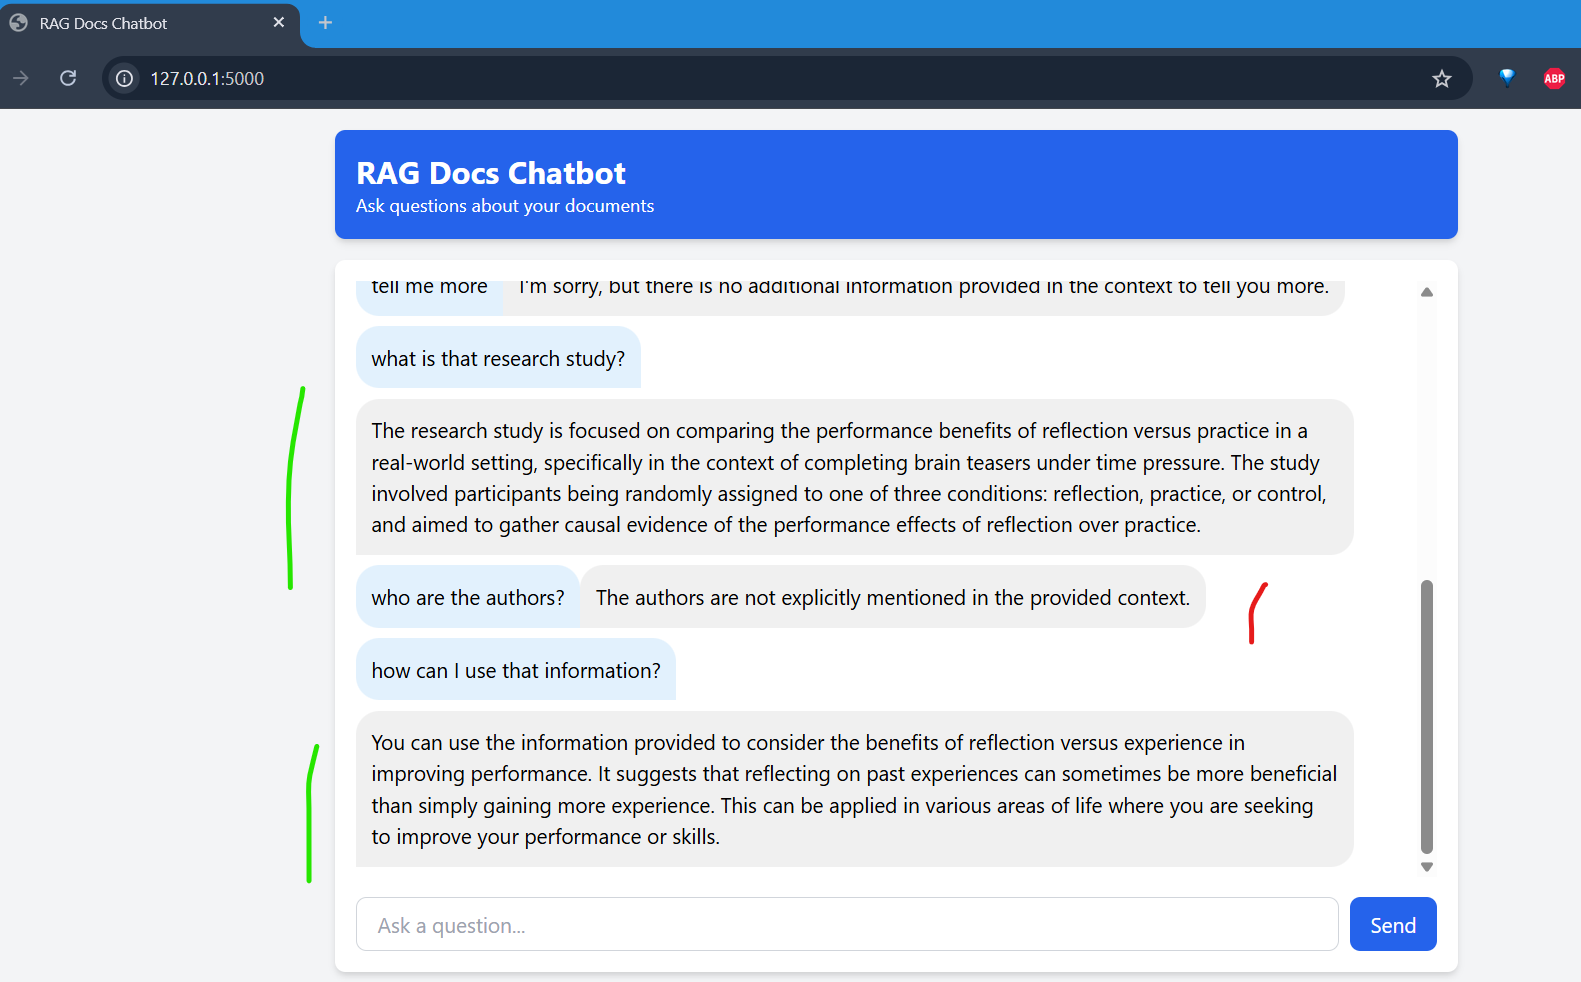 RAG Docs Chatbot
127.0.0.1:5000
ABP
RAG Docs Chatbot
Ask questions about your documents
tell me more
I'm sorry, but there is no additional information provided in the context to tell you more.
what is that research study?
The research study is focused on comparing the performance benefits of reflection versus practice in a
real-world setting, specifically in the context of completing brain teasers under time pressure. The study
involved participants being randomly assigned to one of three conditions: reflection, practice, or control,
and aimed to gather causal evidence of the performance effects of reflection over practice.
who are the authors?
The authors are not explicitly mentioned in the provided context.
how can I use that information?
You can use the information provided to consider the benefits of reflection versus experience in
improving performance. It suggests that reflecting on past experiences can sometimes be more beneficial
than simply gaining more experience. This can be applied in various areas of life where you are seeking
to improve your performance or skills.
Ask a question...
Send